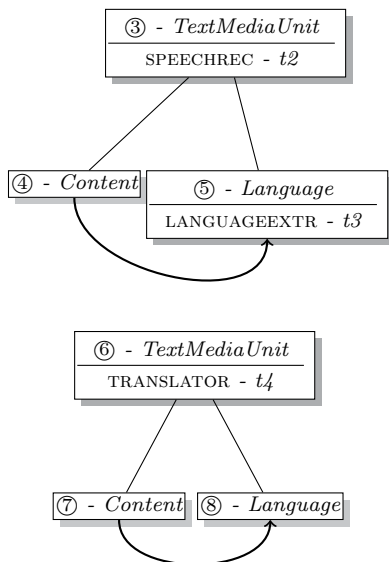 ③ - TextMediaUnit
SPEECHREC - t2
④ - Content
⑤ - Language
LANGUAGEEXTR - t3
⑥ - TextMediaUnit
TRANSLATOR - t4
⑦ - Content
⑧ - Language